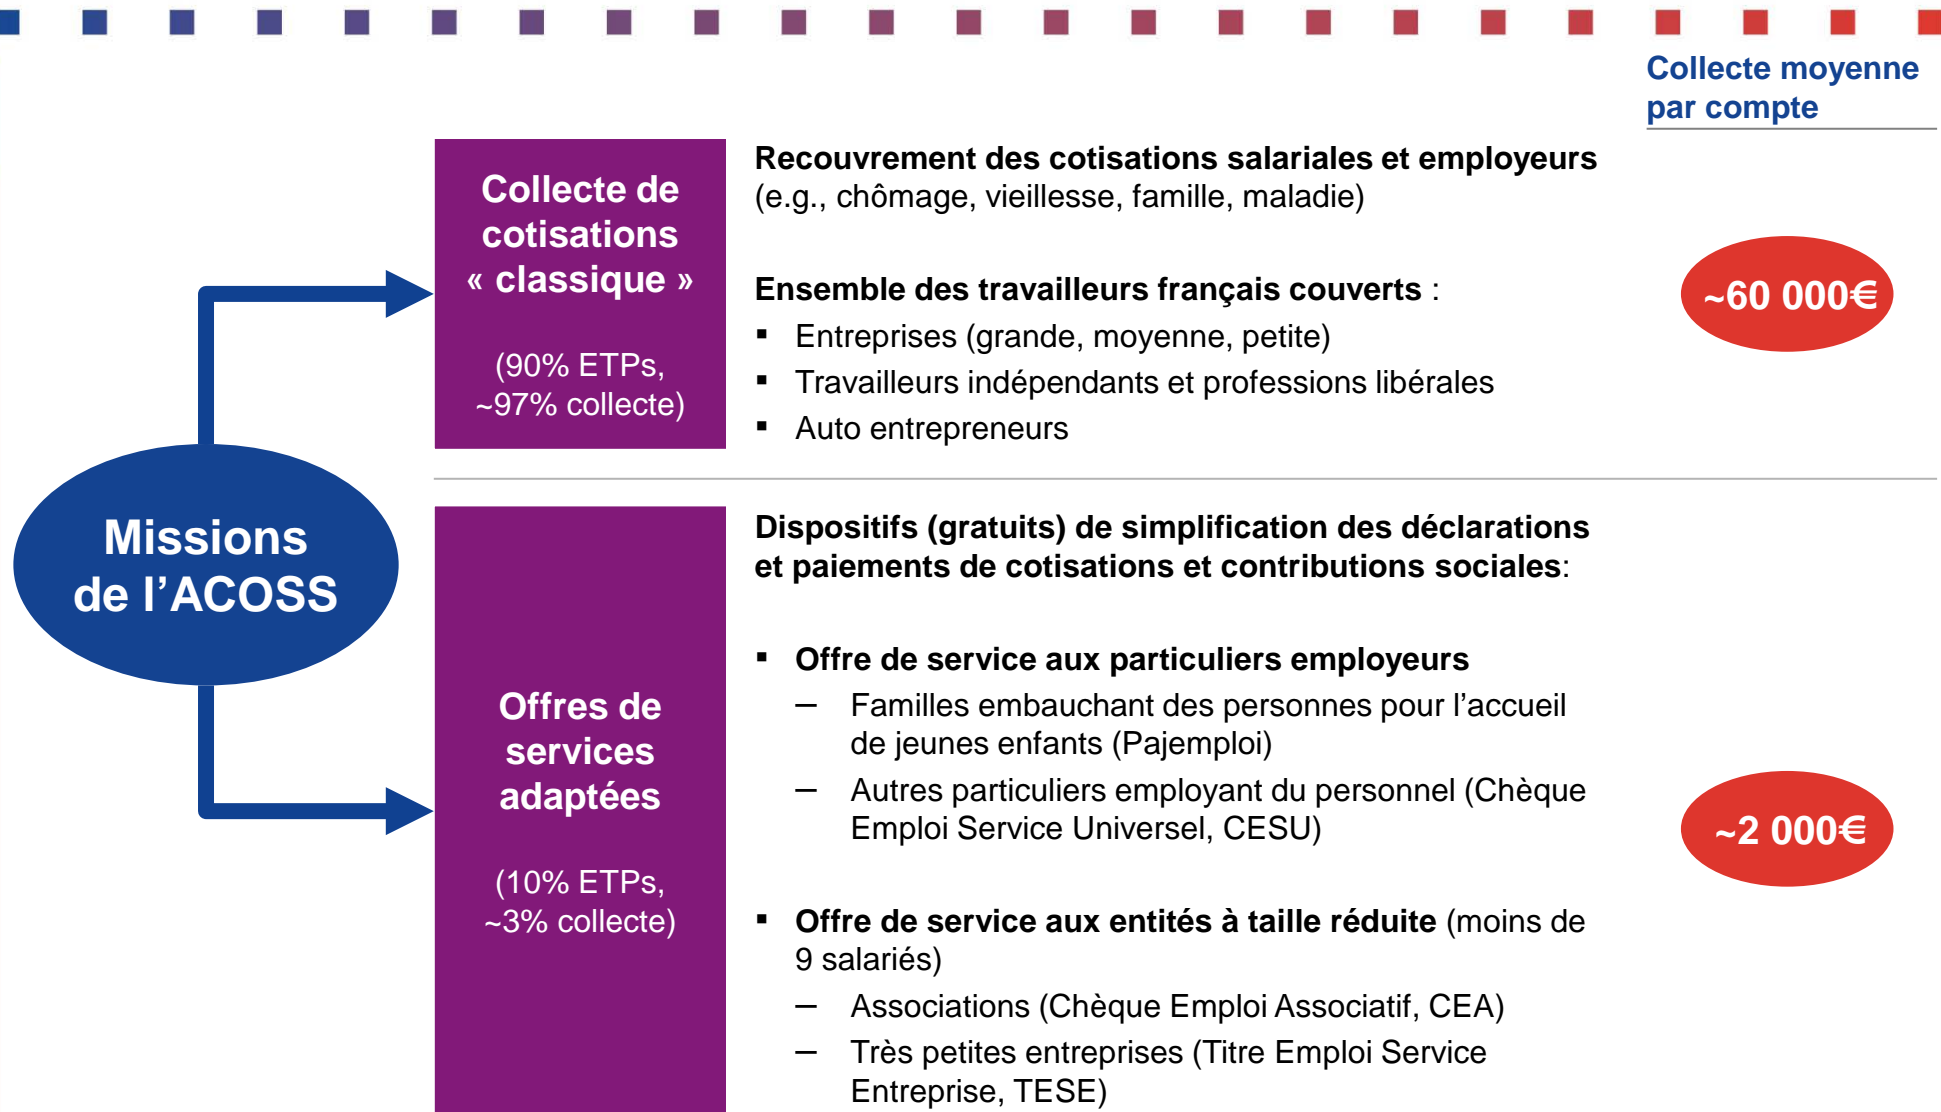 Collecte moyenne
par compte
Collecte de
cotisations
« classique »
(90% ETPs,
~97% collecte)
Recouvrement des cotisations salariales et employeurs
(e.g., chômage, vieillesse, famille, maladie)
Ensemble des travailleurs français couverts :
▪ Entreprises (grande, moyenne, petite)
▪ Travailleurs indépendants et professions libérales
▪ Auto entrepreneurs
~60 000€
Missions
de l’ACOSS
Offres de
services
adaptées
(10% ETPs,
~3% collecte)
Dispositifs (gratuits) de simplification des déclarations
et paiements de cotisations et contributions sociales:
▪ Offre de service aux particuliers employeurs
– Familles embauchant des personnes pour l’accueil
de jeunes enfants (Pajemploi)
– Autres particuliers employant du personnel (Chèque
Emploi Service Universel, CESU)
▪ Offre de service aux entités à taille réduite (moins de
9 salariés)
– Associations (Chèque Emploi Associatif, CEA)
– Très petites entreprises (Titre Emploi Service
Entreprise, TESE)
~2 000€